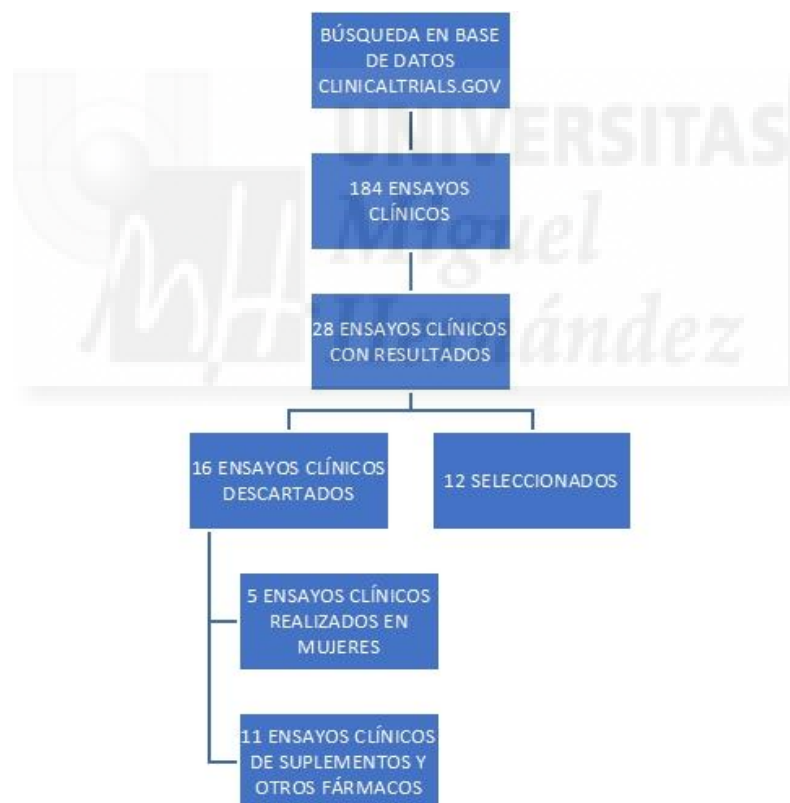 BÚSQUEDA EN BASE
DE DATOS
CLINICALTRIALS.GOV
UNIVERSITAS
Miguel
Hernández
184 ENSAYOS
CLÍNICOS
28 ENSAYOS CLÍNICOS
CON RESULTADOS
16 ENSAYOS CLÍNICOS
DESCARTADOS
12 SELECCIONADOS
5 ENSAYOS CLÍNICOS
REALIZADOS EN
MUJERES
11 ENSAYOS CLÍNICOS
DE SUPLEMENTOS Y
OTROS FÁRMACOS